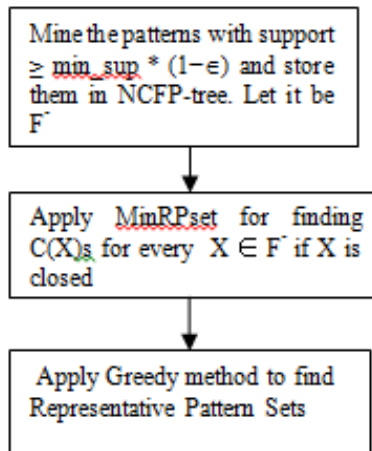 Mine the patterns with support
≥ min_sup * (1−ϵ) and store
them in NCFP-tree. Let it be
F^-
Apply MinRPset for finding
C(X)s for every X ∈ F^- if X is
closed
Apply Greedy method to find
Representative Pattern Sets